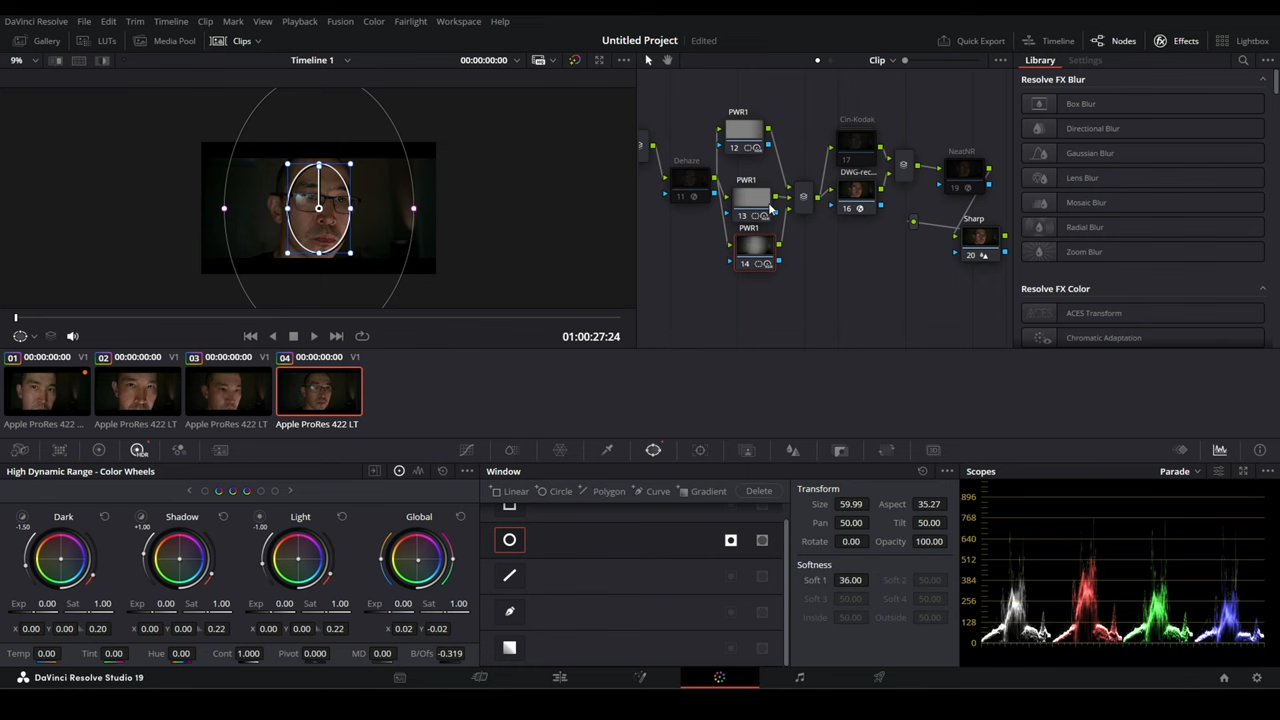 DaVinci Resolve File Edit Trim Timeline Clip Mark View Playback Fusion Color Fairlight Workspace Help
Gallery LUTs Media Pool Clips Untitled Project Edited Quick Export Timeline Nodes Effects Lightbox
9% Timeline 1 00:00:00:00 Clip Library Settings
Resolve FX Blur
Box Blur
Directional Blur
Gaussian Blur
Lens Blur
Mosaic Blur
Radial Blur
Zoom Blur
Resolve FX Color
ACES Transform
Chromatic Adaptation
PWR1
12
Dehaze
11
PWR1
13
PWR1
14
Cin-Kodak
17
DWG-rec...
16
NeatNR
19
Sharp
20
01:00:27:24
01 00:00:00:00 V1 02 00:00:00:00 V1 03 00:00:00:00 V1 04 00:00:00:00 V1
Apple ProRes 422 ... Apple ProRes 422 LT Apple ProRes 422 LT Apple ProRes 422 LT
HDR
High Dynamic Range - Color Wheels
Dark Shadow Light Global
-1.50 +1.00 -1.00
Exp 0.00 Sat 1.00 Exp 0.00 Sat 1.00 Exp 0.00 Sat 1.00 Exp 0.00 Sat 1.00
X 0.00 Y 0.00 0.20 X 0.00 Y 0.00 0.22 X 0.00 Y 0.00 0.22 X 0.02 Y -0.02
Temp 0.00 Tint 0.00 Hue 0.00 Cont 1.000 Pivot 0.000 MD 0.00 B/Ofs -0.319
Window
Linear Circle Polygon Curve Gradient Delete
Transform
Size 59.99 Aspect 35.27
Pan 50.00 Tilt 50.00
Rotate 0.00 Opacity 100.00
Softness
Soft 1 36.00 Soft 2 50.00
Soft 3 50.00 Soft 4 50.00
Inside 50.00 Outside 50.00
Scopes Parade
896
768
640
512
384
256
128
0
DaVinci Resolve Studio 19